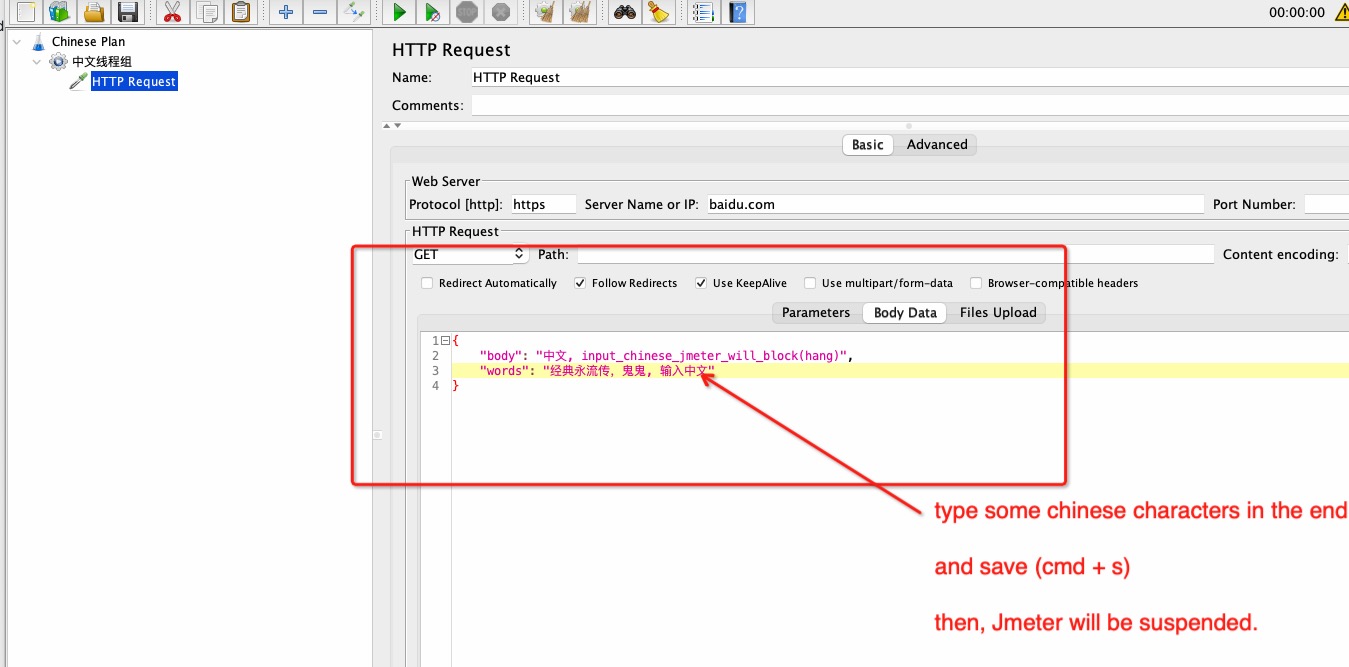 00:00:00
Chinese Plan
中文线程组
HTTP Request
HTTP Request
Name: HTTP Request
Comments:
Basic Advanced
Web Server
Protocol [http]: https Server Name or IP: baidu.com Port Number:
HTTP Request
GET Path: Content encoding:
Redirect Automatically Follow Redirects Use KeepAlive Use multipart/form-data Browser-compatible headers
Parameters Body Data Files Upload
1 {
2 "body": "中文, input_chinese_jmeter_will_block(hang)",
3 "words": "经典永流传，鬼鬼, 输入中文"
4 }
type some chinese characters in the end
and save (cmd + s)
then, Jmeter will be suspended.